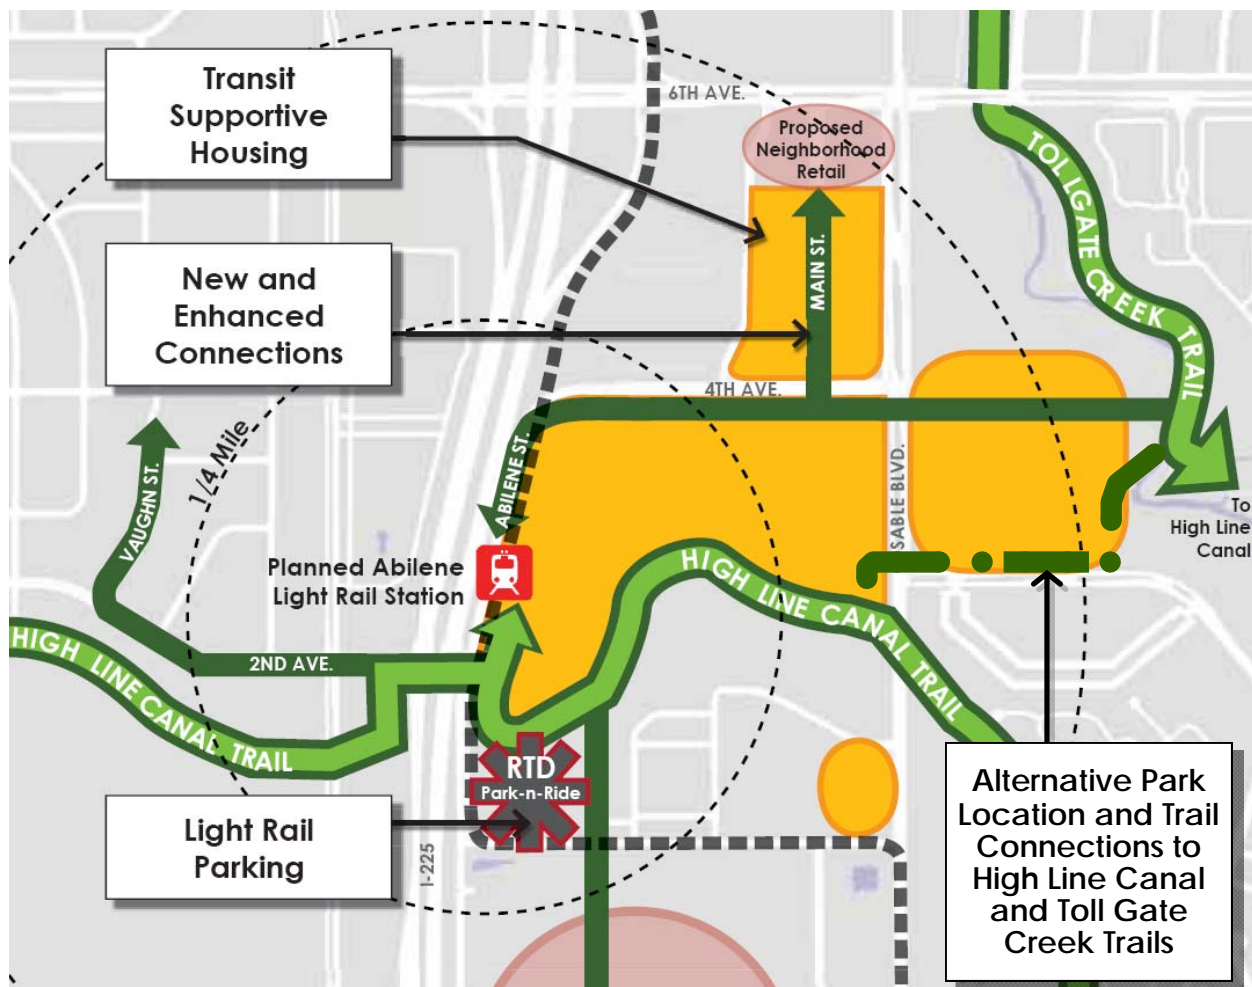 Transit
Supportive
Housing
6TH AVE.
Proposed
Neighborhood
Retail
TOLLGATE CREEK TRAIL
New and
Enhanced
Connections
MAIN ST.
4TH AVE.
1/4 Mile
VAUGHN ST.
ABILENE ST.
SABLE BLVD.
To
High Line
Canal
Planned Abilene
Light Rail Station
HIGH LINE CANAL TRAIL
2ND AVE.
HIGH LINE CANAL TRAIL
RTD
Park-n-Ride
Light Rail
Parking
I-225
Alternative Park
Location and Trail
Connections to
High Line Canal
and Toll Gate
Creek Trails